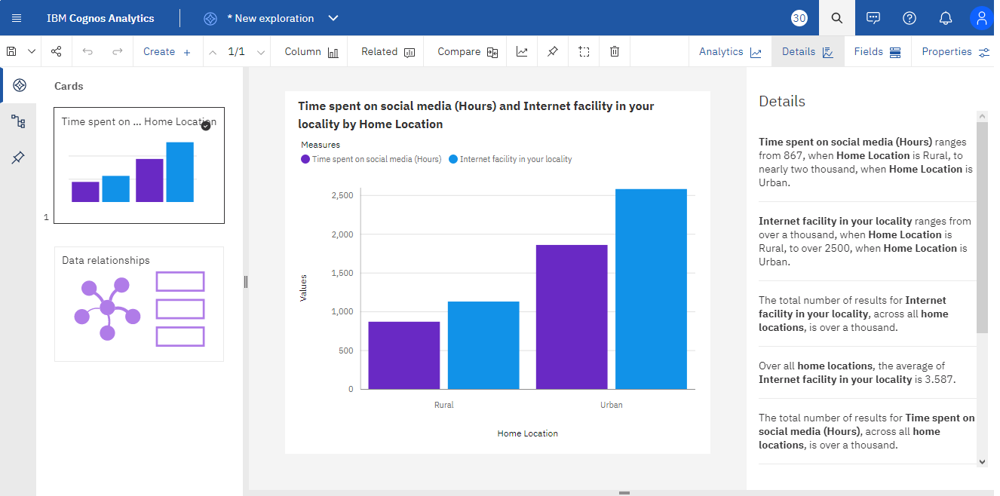 IBM Cognos Analytics
* New exploration
30
Create +
1/1
Column
Related
Compare
Analytics
Details
Fields
Properties
Cards
Time spent on ... Home Location
1
Data relationships
Time spent on social media (Hours) and Internet facility in your
locality by Home Location
Measures
Time spent on social media (Hours)
Internet facility in your locality
Values
2,500
2,000
1,500
1,000
500
0
Rural
Urban
Home Location
Details
Time spent on social media (Hours) ranges
from 867, when Home Location is Rural, to
nearly two thousand, when Home Location is
Urban.
Internet facility in your locality ranges from
over a thousand, when Home Location is
Rural, to over 2500, when Home Location is
Urban.
The total number of results for Internet
facility in your locality, across all home
locations, is over a thousand.
Over all home locations, the average of
Internet facility in your locality is 3.587.
The total number of results for Time spent on
social media (Hours), across all home
locations, is over a thousand.